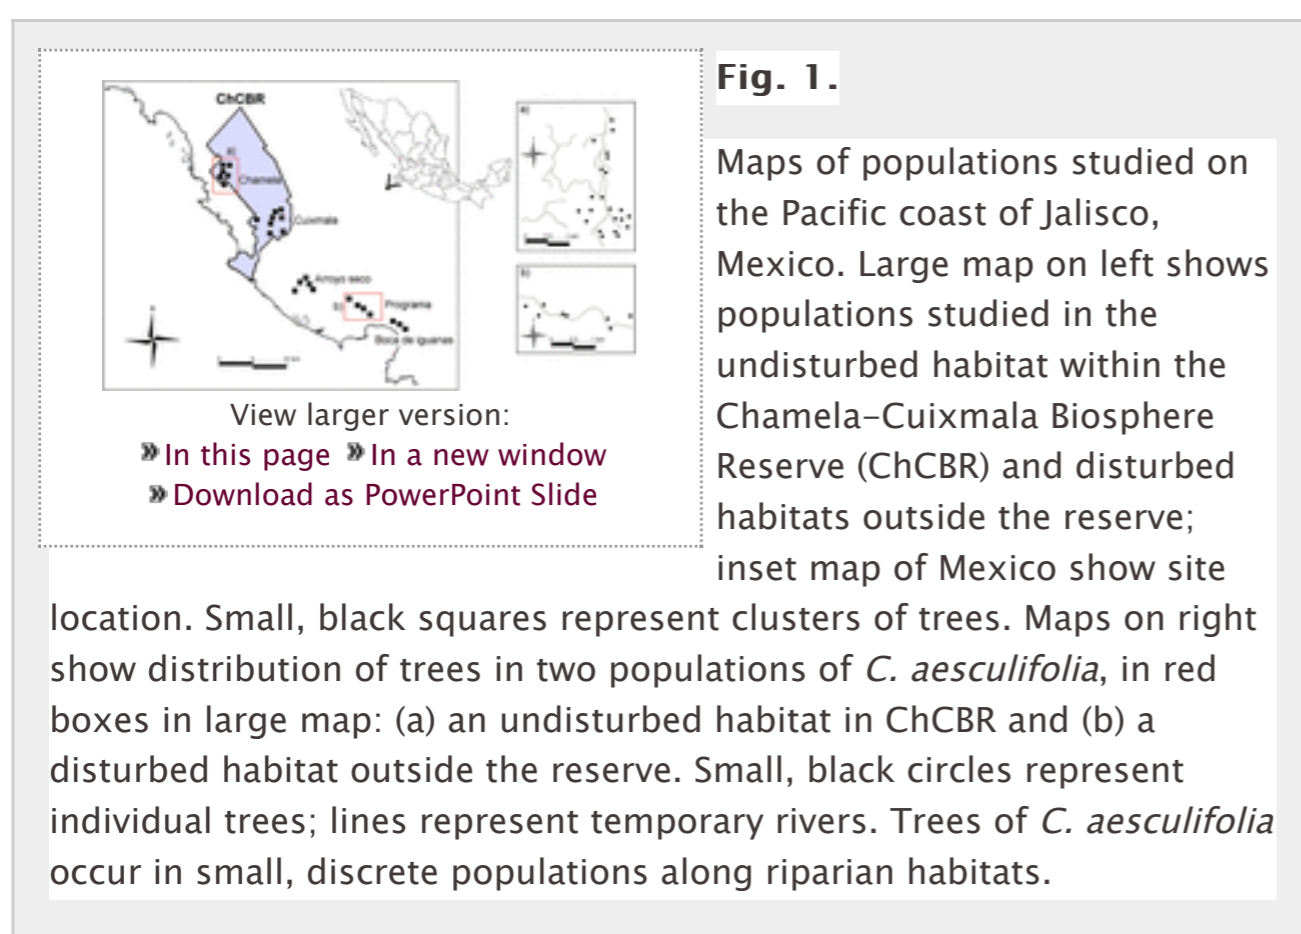 Fig. 1.
ChCBR
a)
Chamela
Cuixmala
Arroyo seco
b)
Programa
Boca de iguanas
a)
b)
View larger version:
In this page In a new window
Download as PowerPoint Slide
Maps of populations studied on
the Pacific coast of Jalisco,
Mexico. Large map on left shows
populations studied in the
undisturbed habitat within the
Chamela–Cuixmala Biosphere
Reserve (ChCBR) and disturbed
habitats outside the reserve;
inset map of Mexico show site
location. Small, black squares represent clusters of trees. Maps on right
show distribution of trees in two populations of C. aesculifolia, in red
boxes in large map: (a) an undisturbed habitat in ChCBR and (b) a
disturbed habitat outside the reserve. Small, black circles represent
individual trees; lines represent temporary rivers. Trees of C. aesculifolia
occur in small, discrete populations along riparian habitats.